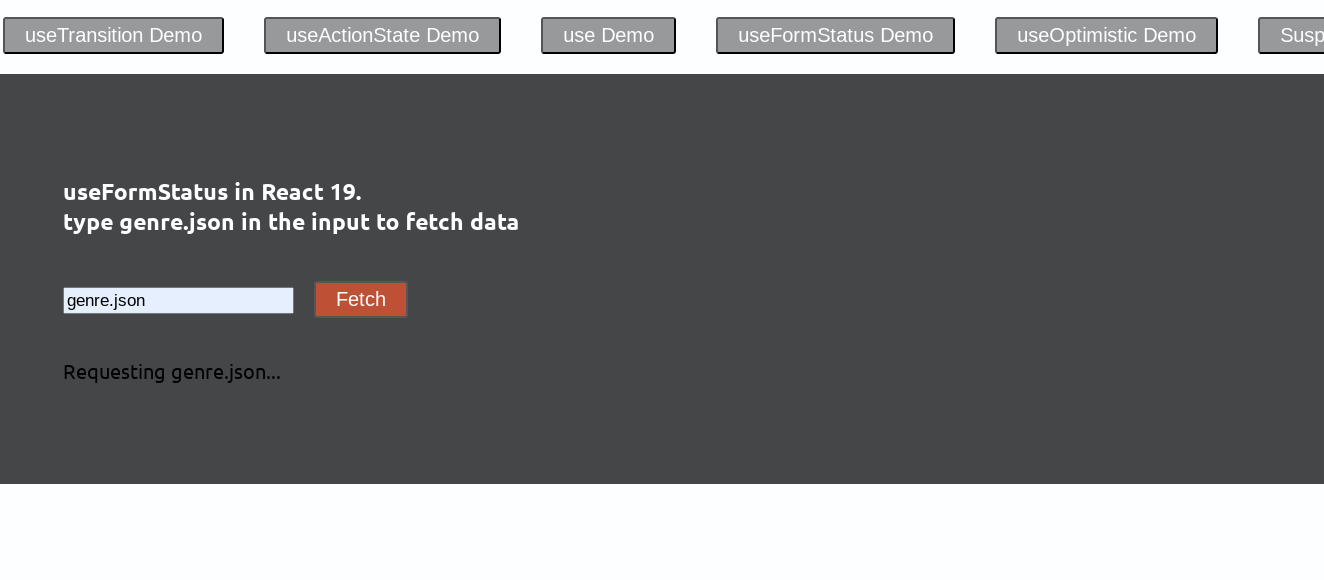 useTransition Demo useActionState Demo use Demo useFormStatus Demo useOptimistic Demo Susp
useFormStatus in React 19.
type genre.json in the input to fetch data
genre.json Fetch
Requesting genre.json...